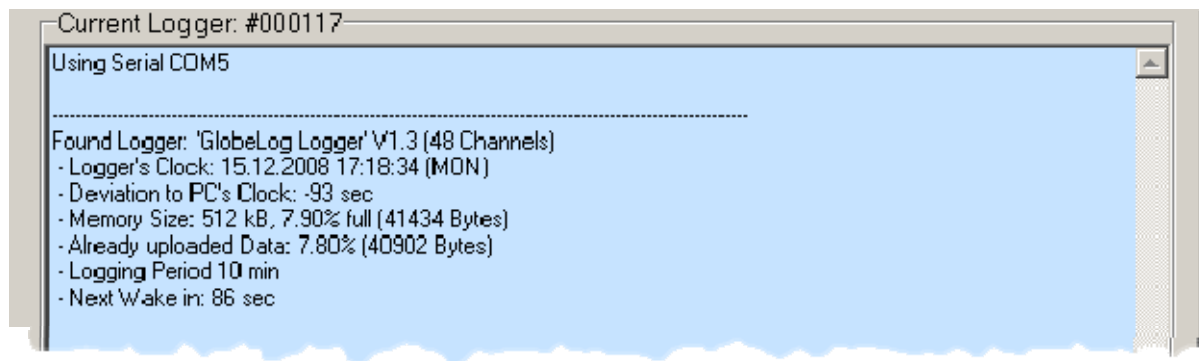 Current Logger: #000117
Using Serial COM5
--------------------------------------------------------------------------------
Found Logger: 'GlobeLog Logger' V1.3 (48 Channels)
- Logger's Clock: 15.12.2008 17:18:34 (MON)
- Deviation to PC's Clock: -93 sec
- Memory Size: 512 kB, 7.90% full (41434 Bytes)
- Already uploaded Data: 7.80% (40902 Bytes)
- Logging Period 10 min
- Next Wake in: 86 sec